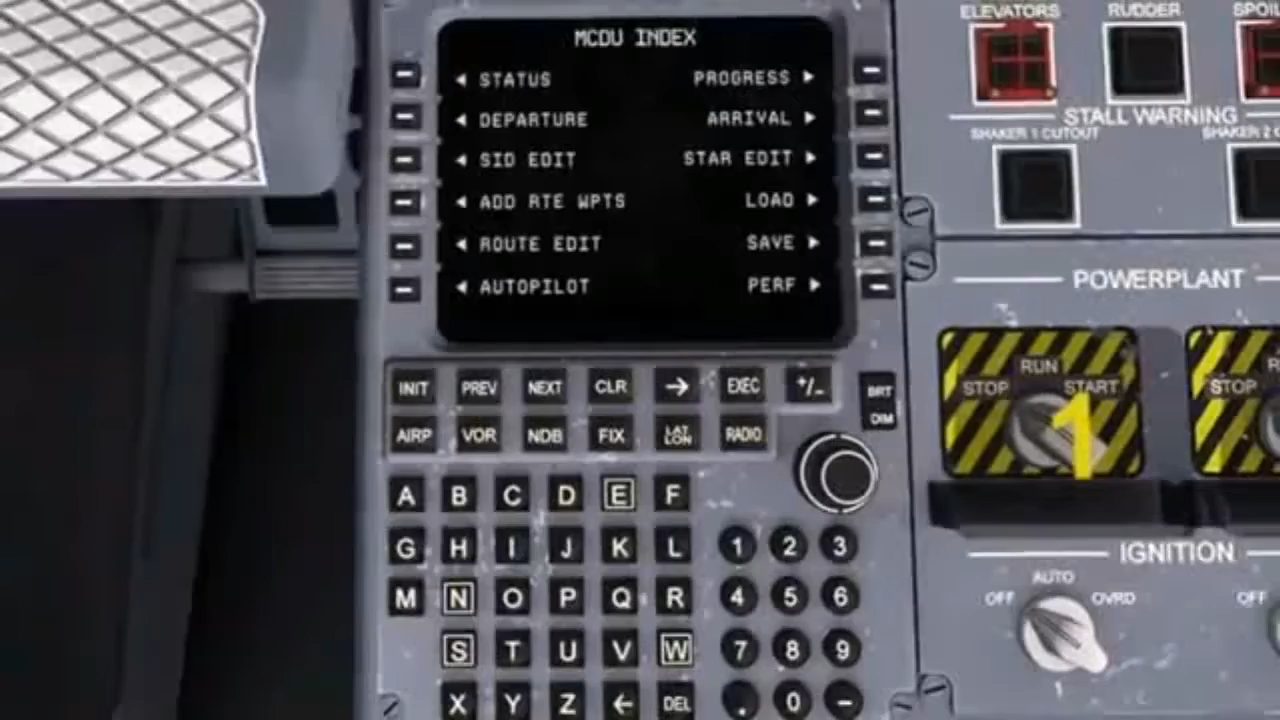 MCDU INDEX
STATUS PROGRESS
DEPARTURE ARRIVAL
SID EDIT STAR EDIT
ADD RTE WPTS LOAD
ROUTE EDIT SAVE
AUTOPILOT PERF
INIT PREV NEXT CLR → EXEC +/-
BRT
DIM
AIRP VOR NDB FIX LAT LON RADIO
A B C D E F
G H I J K L 1 2 3
M N O P Q R 4 5 6
S T U V W 7 8 9
X Y Z ← DEL . 0 -
ELEVATORS RUDDER
STALL WARNING
SHAKER 1 CUTOUT SHAKER 2
POWERPLANT
STOP RUN START
1
STOP
IGNITION
OFF AUTO OVRD
OFF